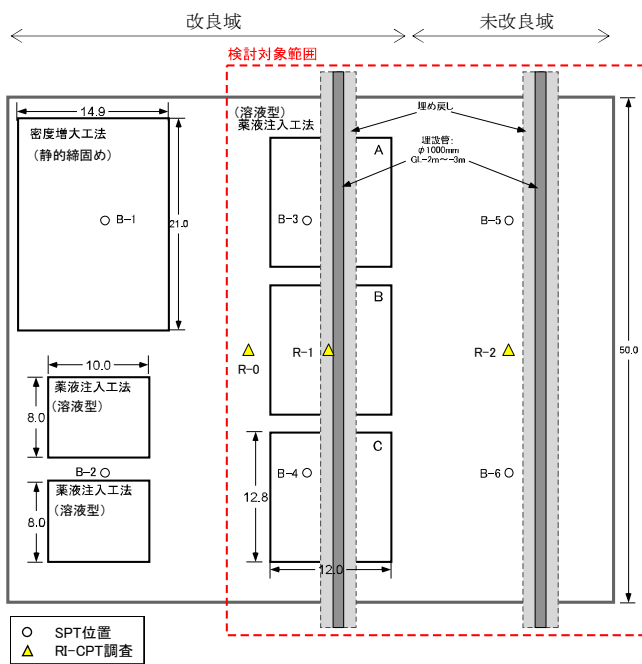 改良域
未改良域
検討対象範囲
14.9
密度増大工法
(静的締固め)
B-1
21.0
(溶液型)
薬液注入工法
埋め戻し
埋設管:
φ1000mm
GL-2m~-3m
A
B-3
B-5
B
R-0
R-1
R-2
50.0
10.0
薬液注入工法
(溶液型)
8.0
B-2
薬液注入工法
(溶液型)
8.0
C
B-4
B-6
12.8
12.0
SPT位置
RI-CPT調査